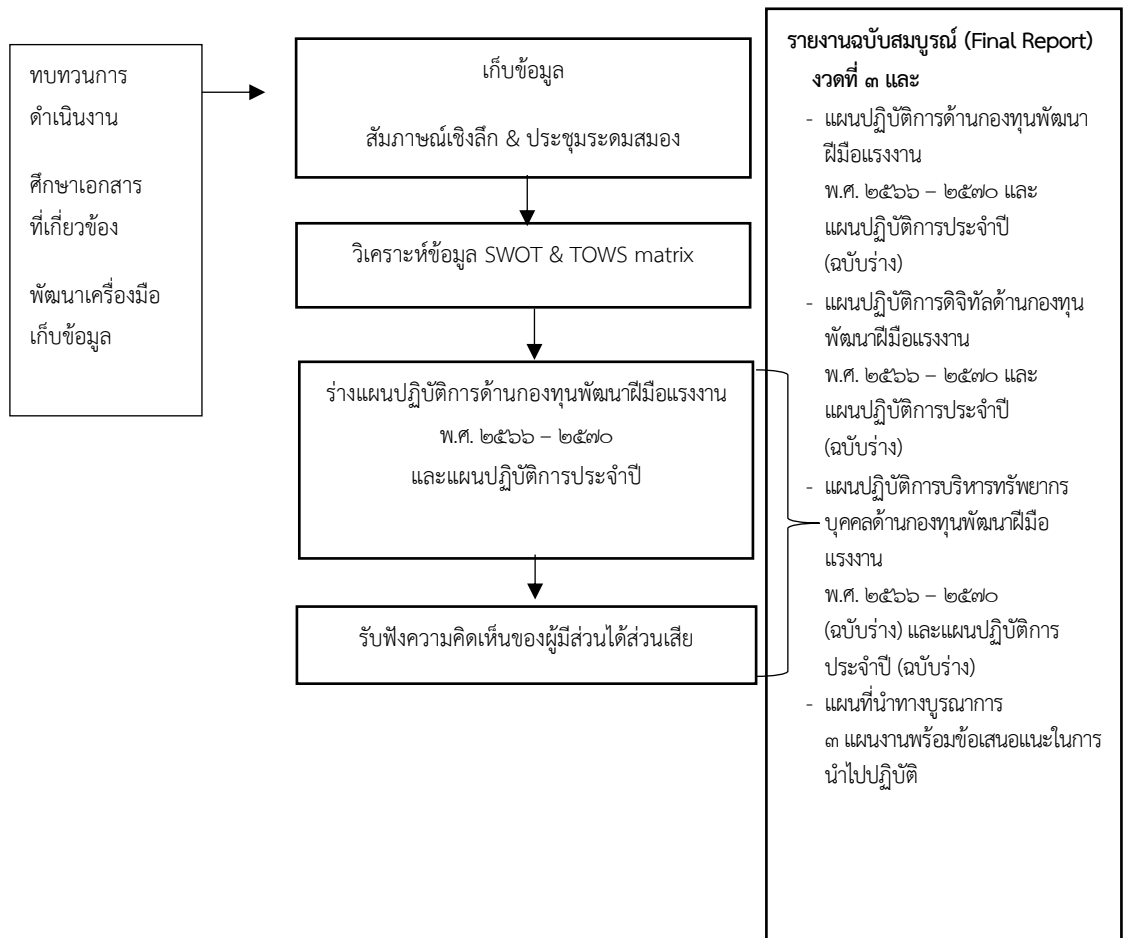 ทบทวนการ
ดำเนินงาน
ศึกษาเอกสาร
ที่เกี่ยวข้อง
พัฒนาเครื่องมือ
เก็บข้อมูล
เก็บข้อมูล
สัมภาษณ์เชิงลึก & ประชุมระดมสมอง
วิเคราะห์ข้อมูล SWOT & TOWS matrix
ร่างแผนปฏิบัติการด้านกองทุนพัฒนาฝีมือแรงงาน
พ.ศ. ๒๕๖๖ – ๒๕๗๐
และแผนปฏิบัติการประจำปี
รับฟังความคิดเห็นของผู้มีส่วนได้ส่วนเสีย
รายงานฉบับสมบูรณ์ (Final Report)
งวดที่ ๓ และ
- แผนปฏิบัติการด้านกองทุนพัฒนา
ฝีมือแรงงาน
พ.ศ. ๒๕๖๖ – ๒๕๗๐ และ
แผนปฏิบัติการประจำปี
(ฉบับร่าง)
- แผนปฏิบัติการดิจิทัลด้านกองทุน
พัฒนาฝีมือแรงงาน
พ.ศ. ๒๕๖๖ – ๒๕๗๐ และ
แผนปฏิบัติการประจำปี
(ฉบับร่าง)
- แผนปฏิบัติการบริหารทรัพยากร
บุคคลด้านกองทุนพัฒนาฝีมือ
แรงงาน
พ.ศ. ๒๕๖๖ – ๒๕๗๐
(ฉบับร่าง) และแผนปฏิบัติการ
ประจำปี (ฉบับร่าง)
- แผนที่นำทางบูรณาการ
๓ แผนงานพร้อมข้อเสนอแนะในการ
นำไปปฏิบัติ